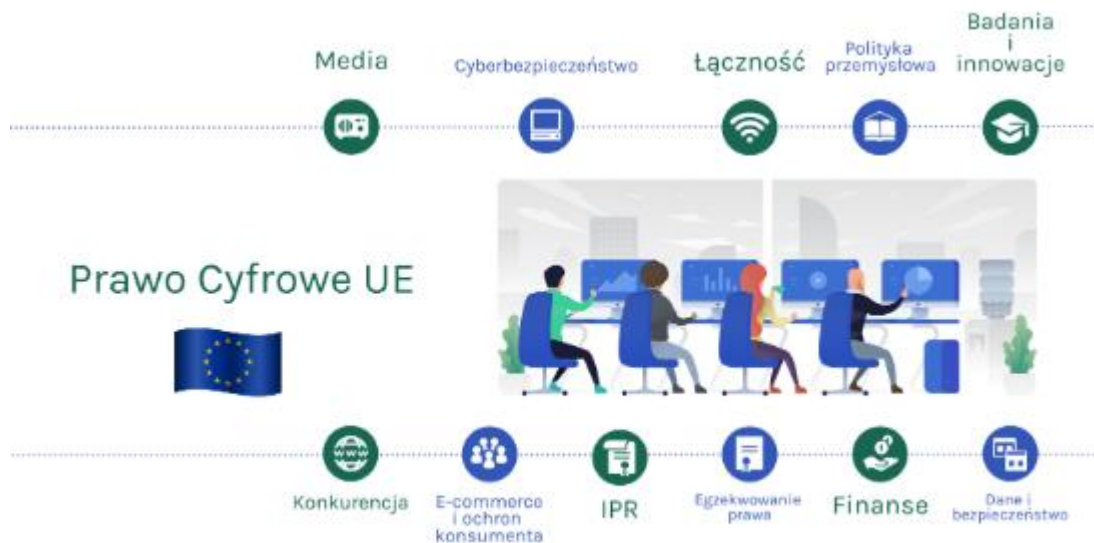 Media
Cyberbezpieczeństwo
Łączność
Polityka
przemysłowa
Badania
i
innowacje
Prawo Cyfrowe UE
www
Konkurencja
E-commerce
i ochron
konsumenta
IPR
Egzekwowanie
prawa
Finanse
Dane i
bezpieczeństwo